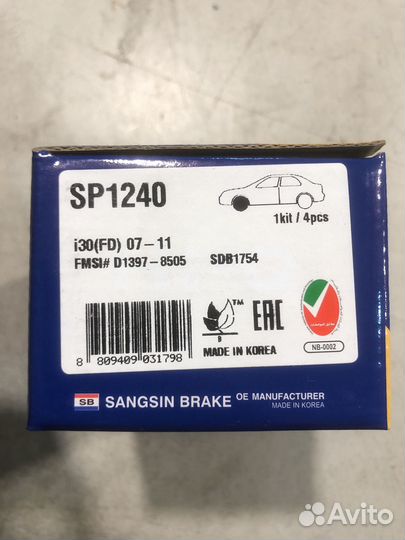 SP1240
1kit / 4pcs
i30(FD) 07-11
FMSI# D1397-8505 SDB1754
TM
B
EAC
8 809409 031798
MADE IN KOREA
NB-0002
SB SANGSIN BRAKE OE MANUFACTURER
MADE IN KOREA
Avito